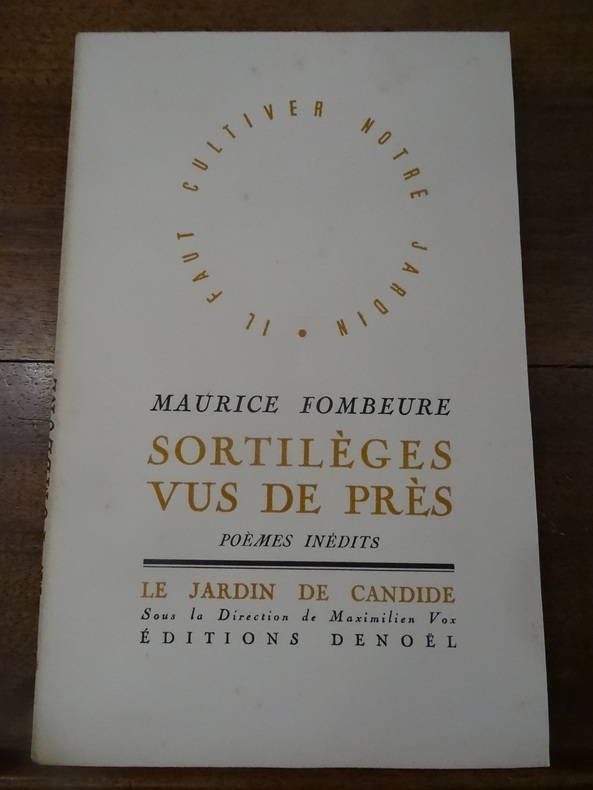 IL FAUT CULTIVER NOTRE JARDIN •
MAURICE FOMBEURE
SORTILÈGES
VUS DE PRÈS
POÈMES INÉDITS
LE JARDIN DE CANDIDE
Sous la Direction de Maximilien Vox
ÉDITIONS DENOËL